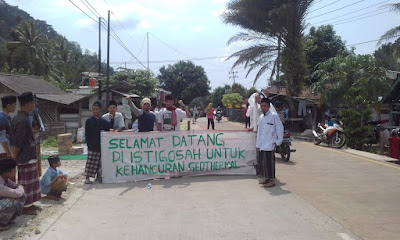 SELAMAT DATANG
DI ISTIGOSAH UNTUK
KEHANCURAN GEOTHERMAL